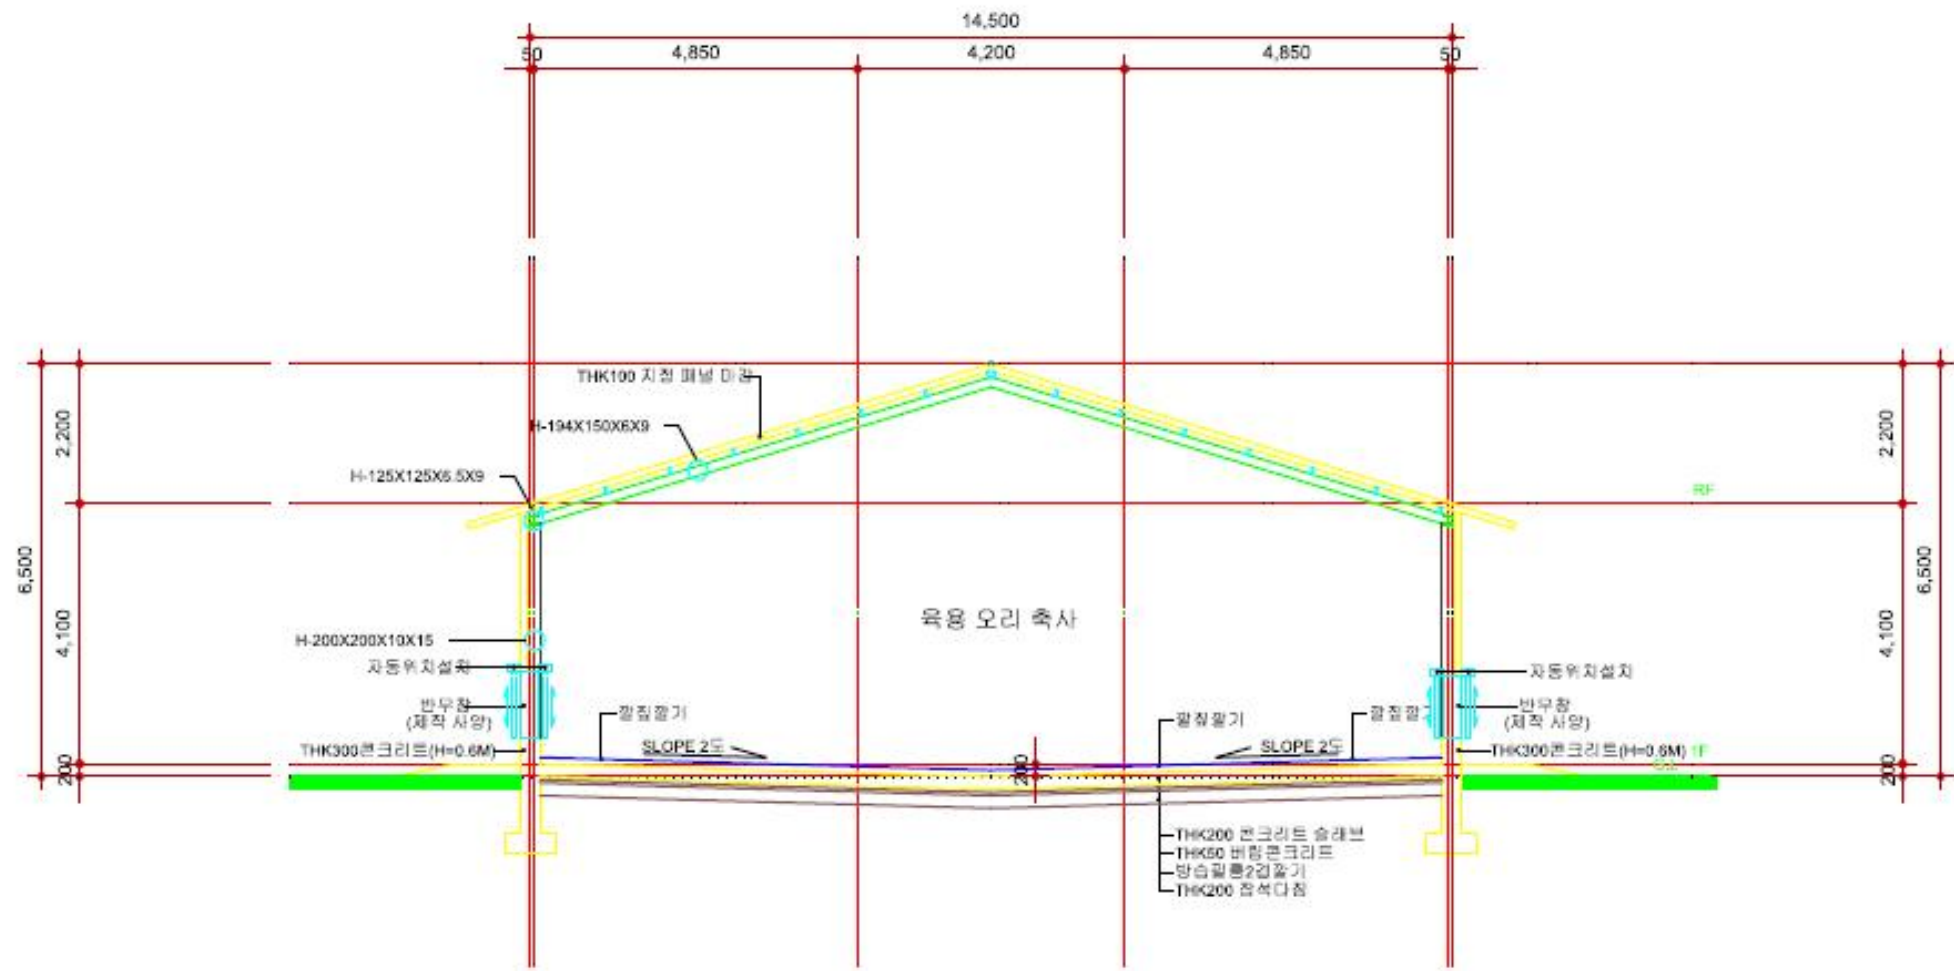 14,500
50
4,850
4,200
4,850
50
THK100 지정 패널 마감
H-194X150X6X9
H-125X125X6.5X9
2,200
2,200
RF
6,500
6,500
4,100
4,100
육용 오리 축사
H-200X200X10X15
자동위치설치
자동위치설치
반무창
(제작 사양)
반무창
(제작 사양)
깔짚깔기
깔짚깔기
깔짚깔
SLOPE 2도
SLOPE 2도
THK300콘크리트(H=0.6M)
THK300콘크리트(H=0.6M)
1F
200
200
200
THK200 콘크리트 슬래브
THK50 버림콘크리트
방습필름2겹깔기
THK200 잡석다짐